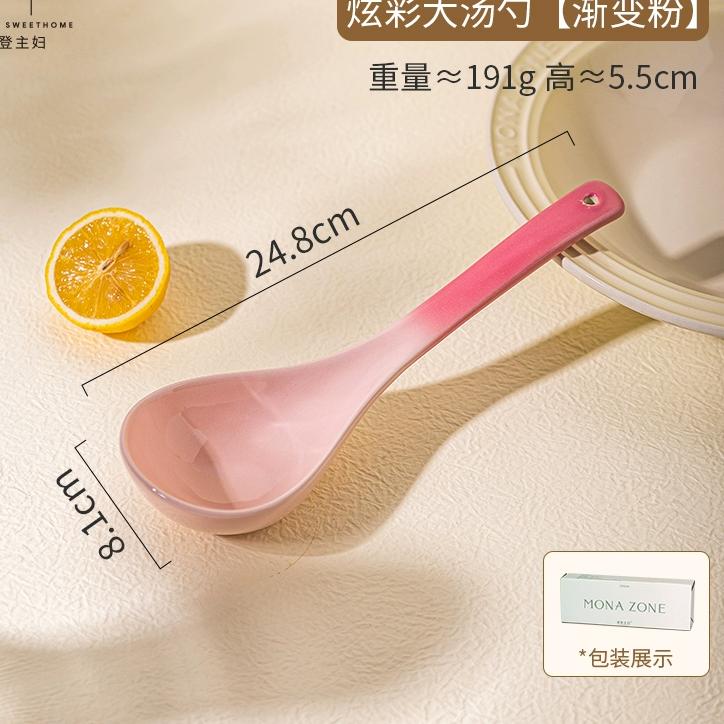 SWEETHOME
登主妇
炫彩大汤勺【渐变粉】
重量≈191g 高≈5.5cm
24.8cm
8.1cm
MONA ZONE
*包装展示